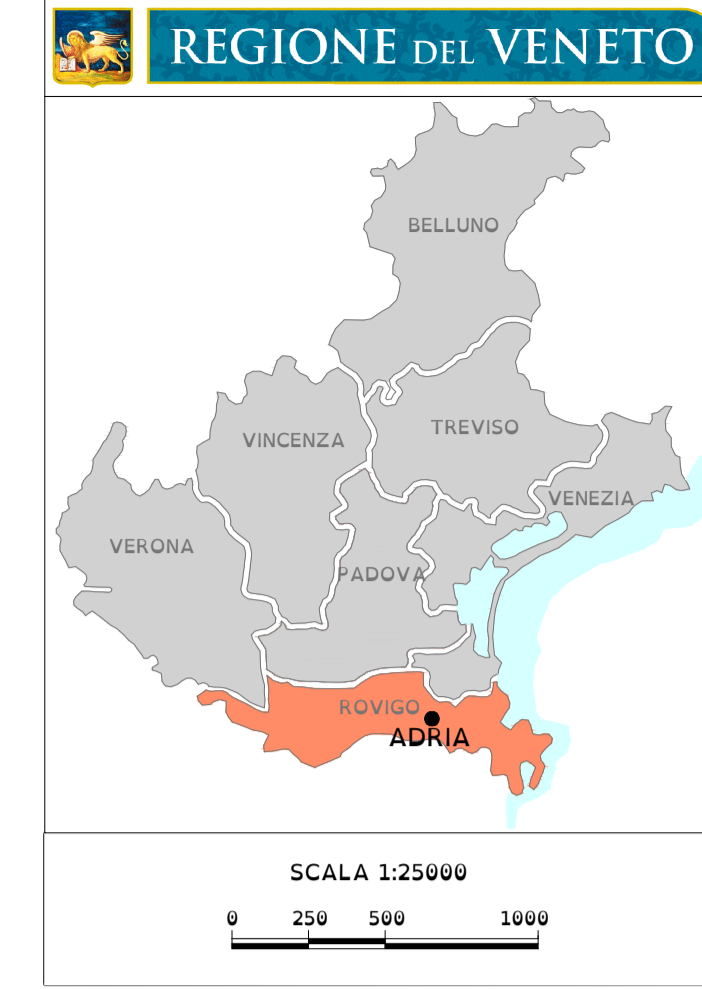 REGIONE DEL VENETO
BELLUNO
TREVISO
VINCENZA
VENEZIA
VERONA
PADOVA
ROVIGO
ADRIA
SCALA 1:25000
0 250 500 1000